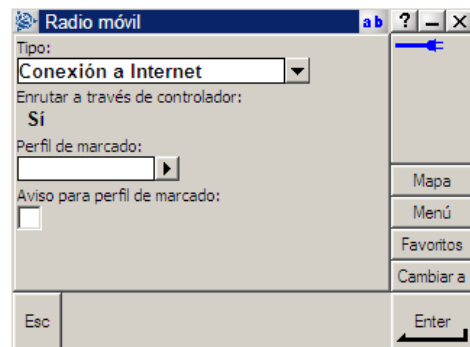 Radio móvil
ab
?
Tipo:
Conexión a Internet
Enrutar a través de controlador:
Sí
Perfil de marcado:
Aviso para perfil de marcado:
Mapa
Menú
Favoritos
Cambiar a
Esc
Enter